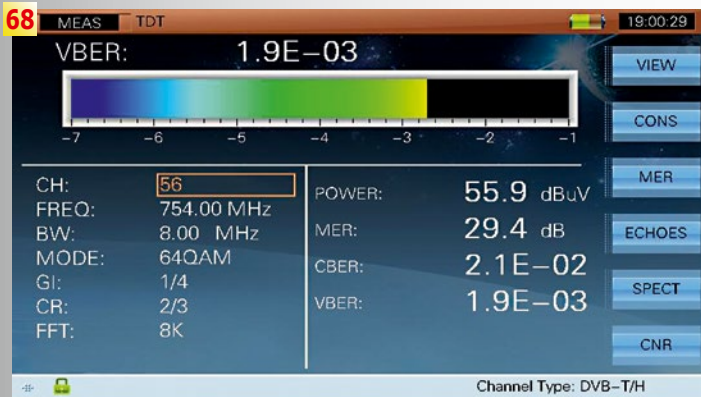 68 MEAS TDT 19:00:29
VBER: 1.9E-03
-7 -6 -5 -4 -3 -2 -1
VIEW
CONS
MER
ECHOES
SPECT
CNR
CH: 56
FREQ: 754.00 MHz
BW: 8.00 MHz
MODE: 64QAM
GI: 1/4
CR: 2/3
FFT: 8K
POWER: 55.9 dBuV
MER: 29.4 dB
CBER: 2.1E-02
VBER: 1.9E-03
Channel Type: DVB-T/H